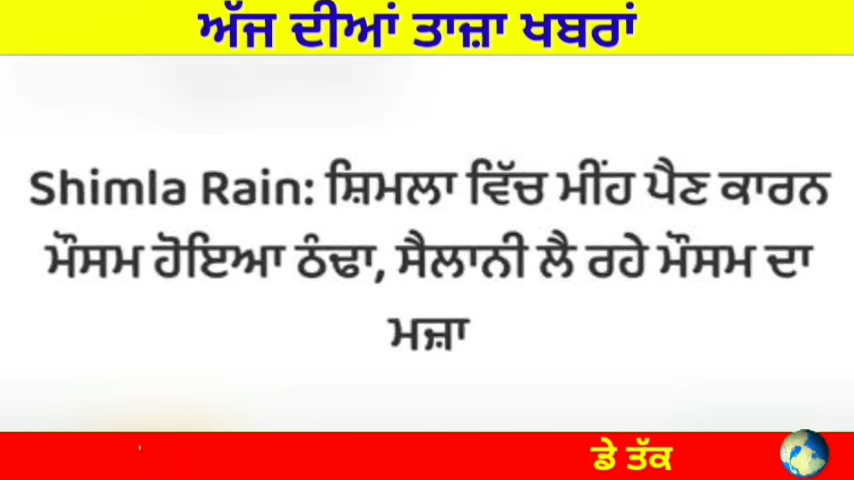 ਅੱਜ ਦੀਆਂ ਤਾਜ਼ਾ ਖਬਰਾਂ
Shimla Rain: ਸ਼ਿਮਲਾ ਵਿੱਚ ਮੀਂਹ ਪੈਣ ਕਾਰਨ
ਮੌਸਮ ਹੋਇਆ ਠੰਢਾ, ਸੈਲਾਨੀ ਲੈ ਰਹੇ ਮੌਸਮ ਦਾ
ਮਜ਼ਾ
ਡੇ ਤੱਕ